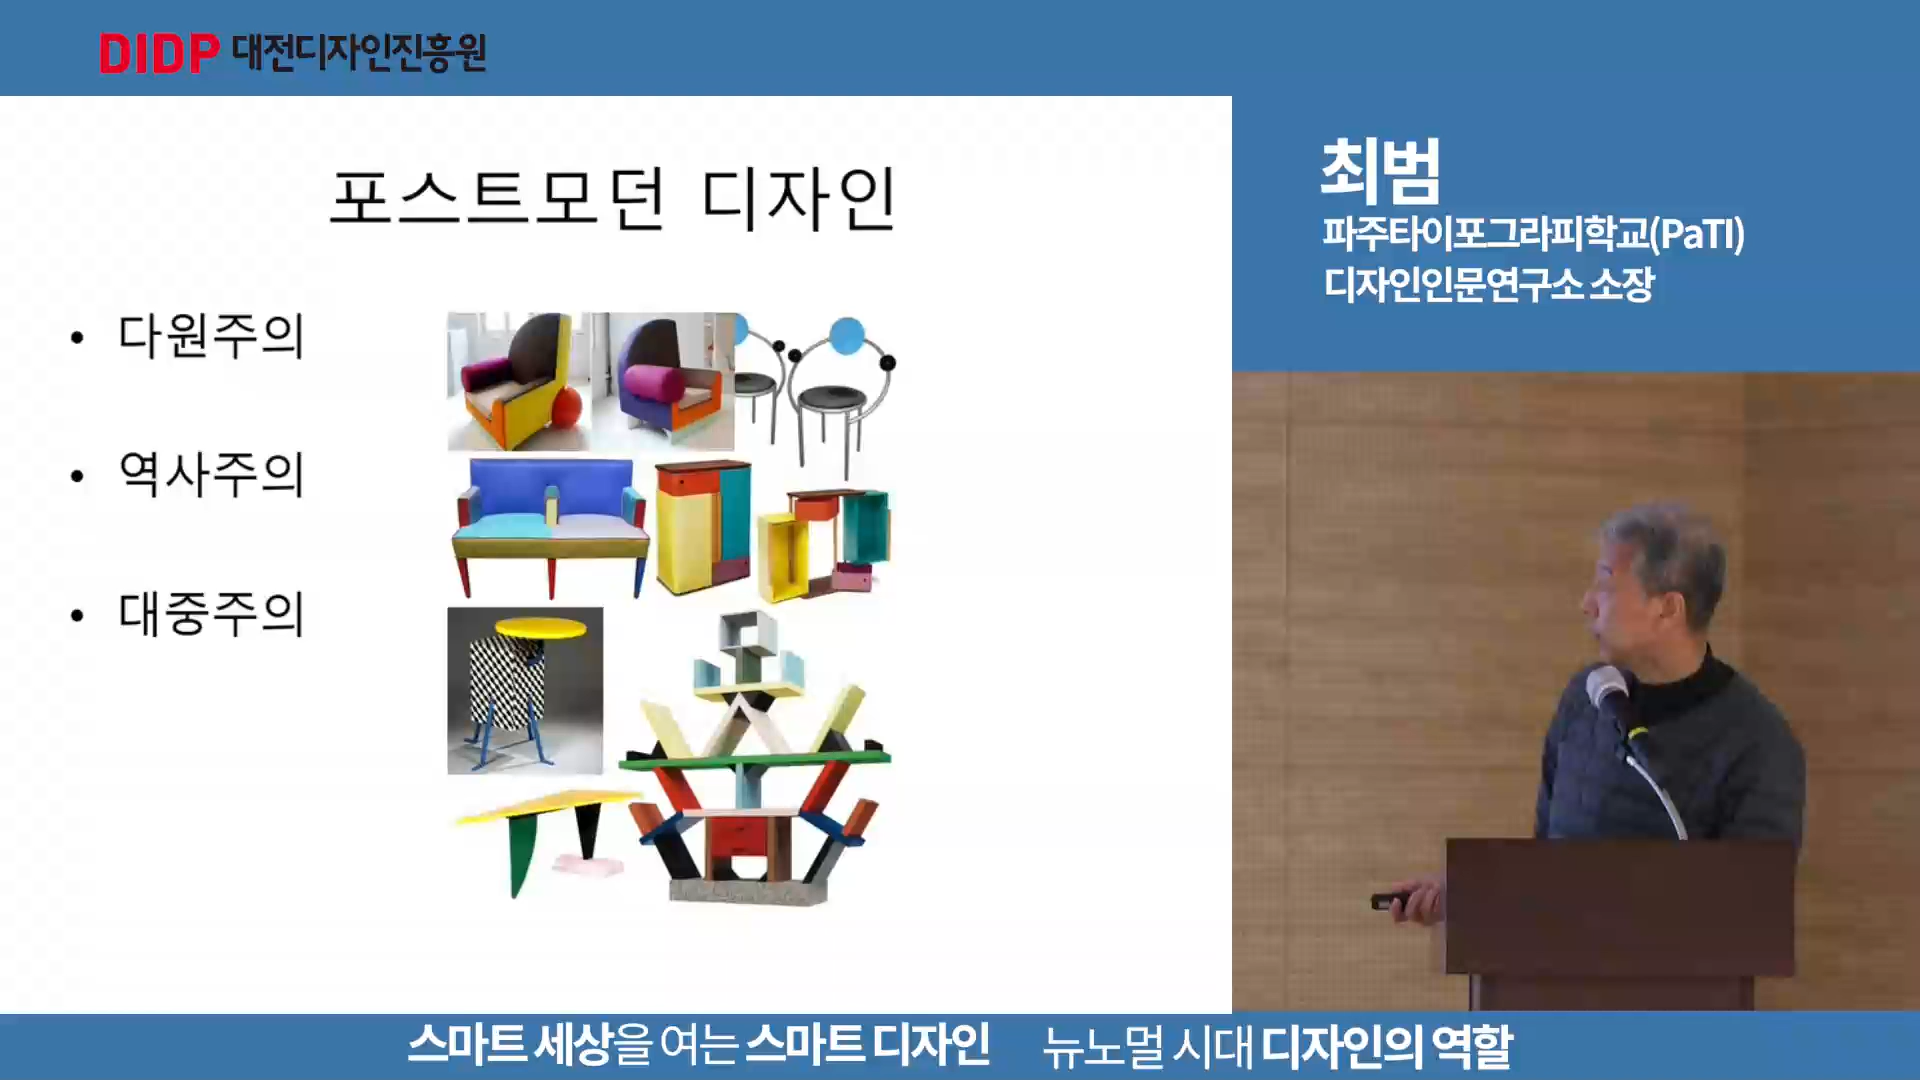 DIDP 대전디자인진흥원
포스트모던 디자인
• 다원주의
• 역사주의
• 대중주의
최범
파주타이포그라피학교(PaTI)
디자인인문연구소 소장
스마트 세상을 여는 스마트 디자인 뉴노멀 시대 디자인의 역할